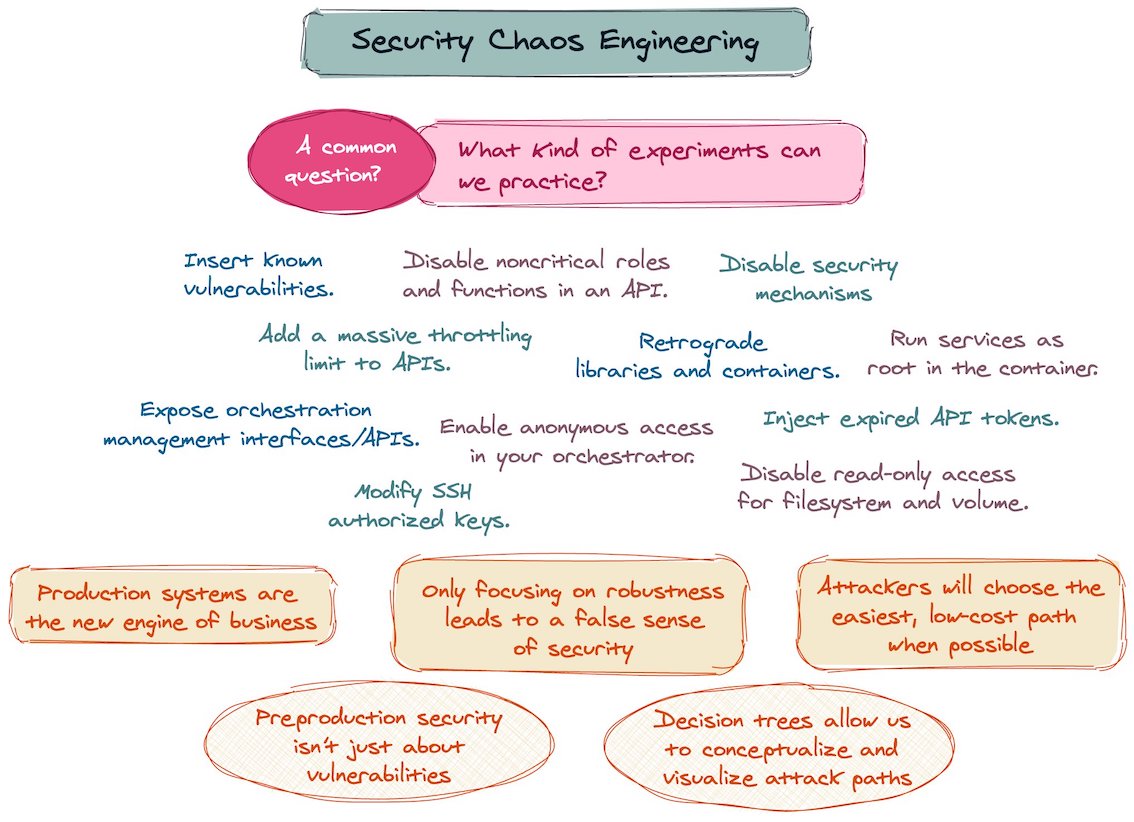 Security Chaos Engineering
A common
question?
What kind of experiments can
we practice?
Insert known
vulnerabilities.
Disable noncritical roles
and functions in an API.
Disable security
mechanisms
Add a massive throttling
limit to APIs.
Retrograde
libraries and containers.
Run services as
root in the container.
Expose orchestration
management interfaces/APIs.
Enable anonymous access
in your orchestrator.
Inject expired API tokens.
Modify SSH
authorized keys.
Disable read-only access
for filesystem and volume.
Production systems are
the new engine of business
Only focusing on robustness
leads to a false sense
of security
Attackers will choose the
easiest, low-cost path
when possible
Preproduction security
isn't just about
vulnerabilities
Decision trees allow us
to conceptualize and
visualize attack paths